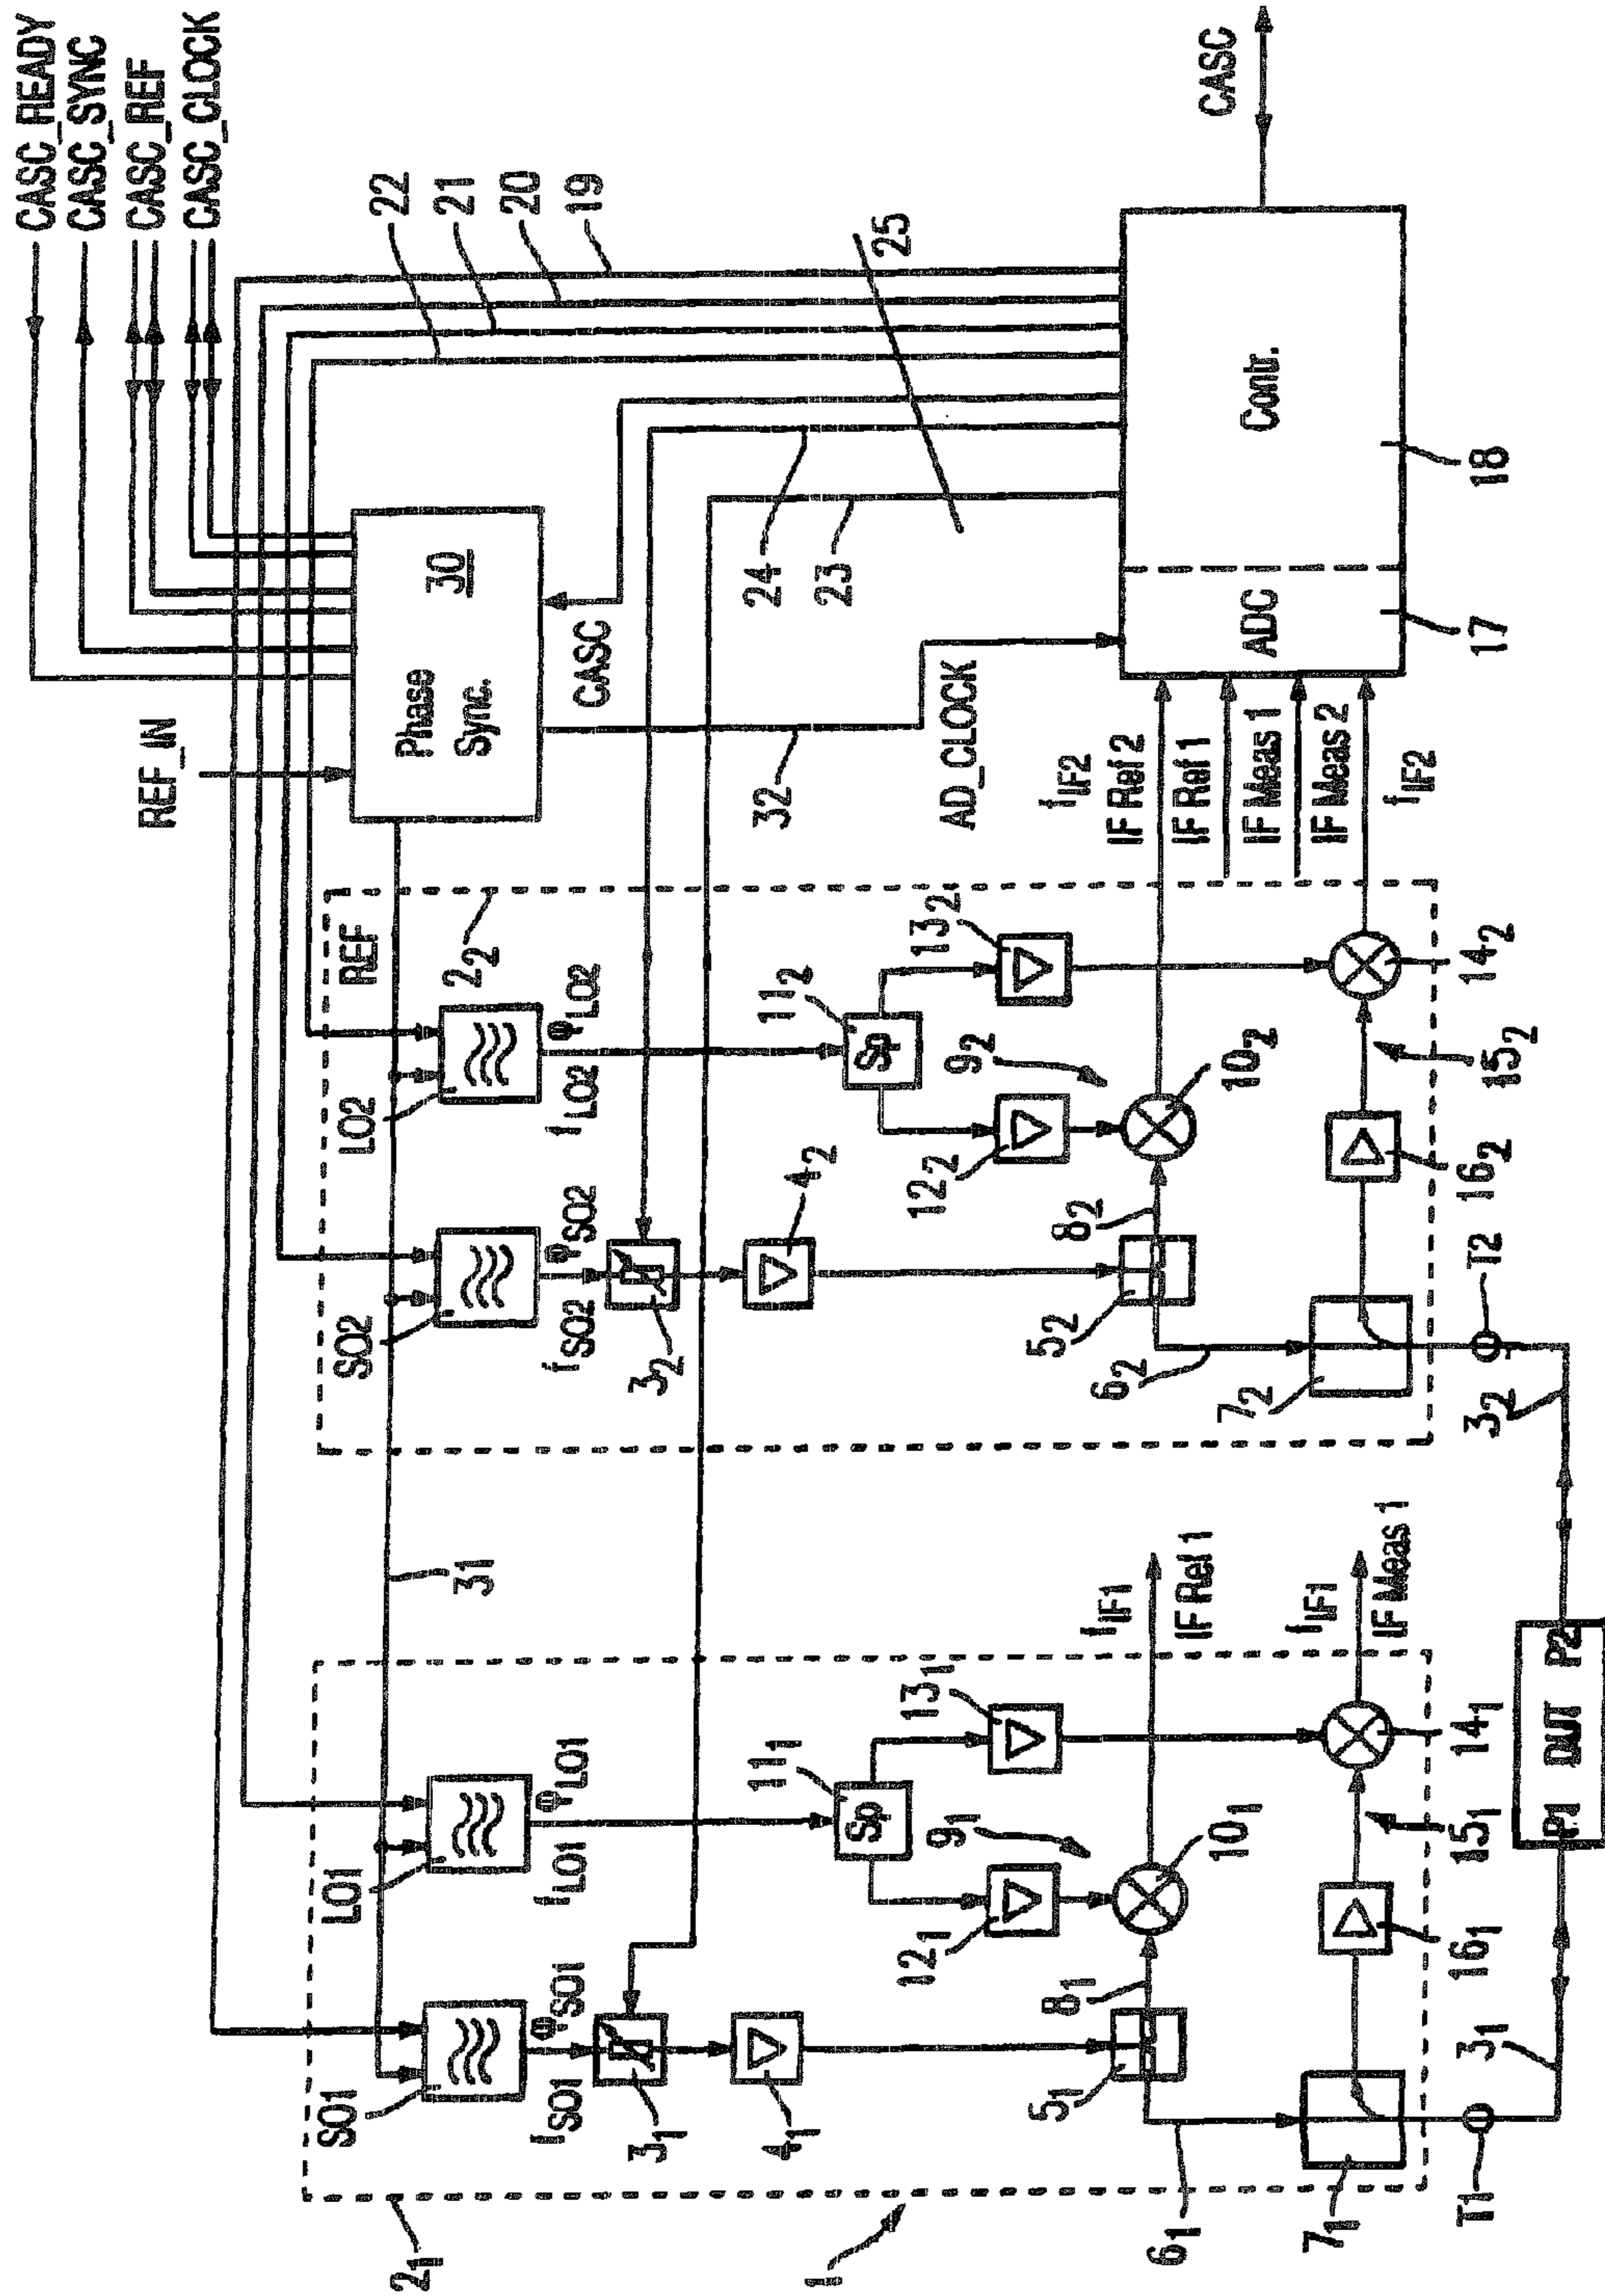 CASC_READY
CASC_SYNC
CASC_REF
CASC_CLOCK
REF_IN
22
21
20
19
Phase
Sync.
30
CASC
CASC
25
24
23
32
AD_CLOCK
Contr.
ADC
18
17
fIF2
IF Ref 2
IF Ref 1
IF Meas 1
IF Meas 2
fIF2
REF
2₂
LO2
SO2
fLO2
φLO2
fSO2
φSO2
3₂
4₂
11₂
Sp
13₂
12₂
9₂
10₂
8₂
5₂
6₂
7₂
14₂
15₂
16₂
T2
3₂
31
LO1
SO1
fLO1
φLO1
fSO1
φSO1
3₁
4₁
11₁
Sp
13₁
12₁
9₁
10₁
8₁
5₁
6₁
7₁
fIF1
IF Ref 1
fIF1
IF Meas 1
14₁
15₁
16₁
T1
3₁
P1 DUT P2
2₁
1